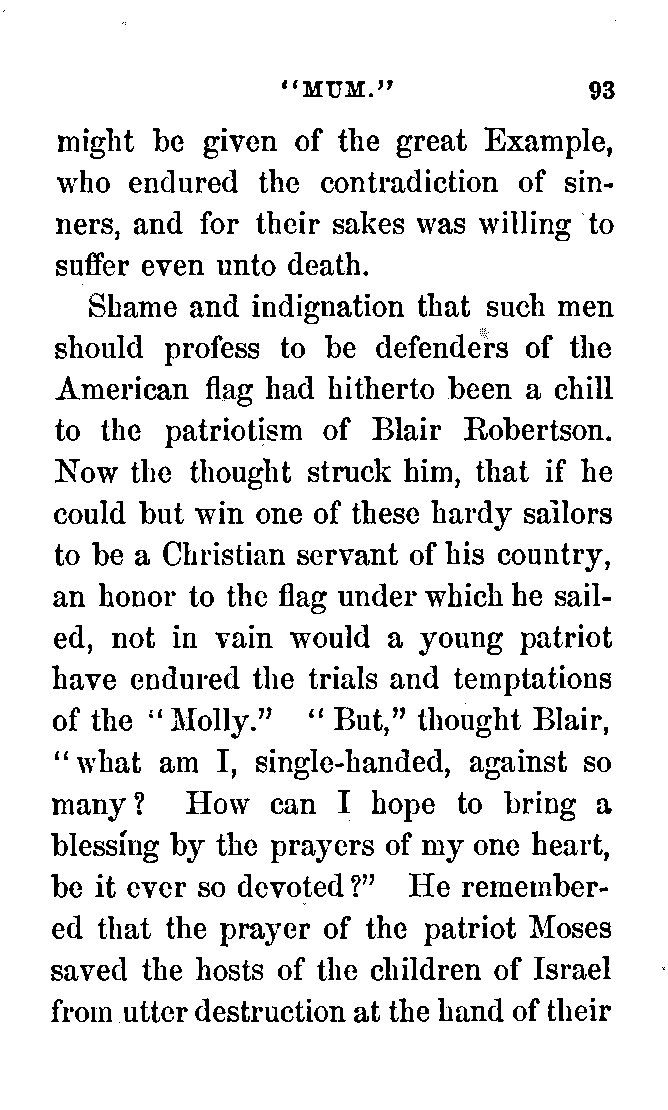 "MUM." 93
might be given of the great Example,
who endured the contradiction of sin-
ners, and for their sakes was willing to
suffer even unto death.
Shame and indignation that such men
should profess to be defenders of the
American flag had hitherto been a chill
to the patriotism of Blair Robertson.
Now the thought struck him, that if he
could but win one of these hardy sailors
to be a Christian servant of his country,
an honor to the flag under which he sail-
ed, not in vain would a young patriot
have endured the trials and temptations
of the "Molly." "But," thought Blair,
"what am I, single-handed, against so
many? How can I hope to bring a
blessing by the prayers of my one heart,
be it ever so devoted?" He remember-
ed that the prayer of the patriot Moses
saved the hosts of the children of Israel
from utter destruction at the hand of their